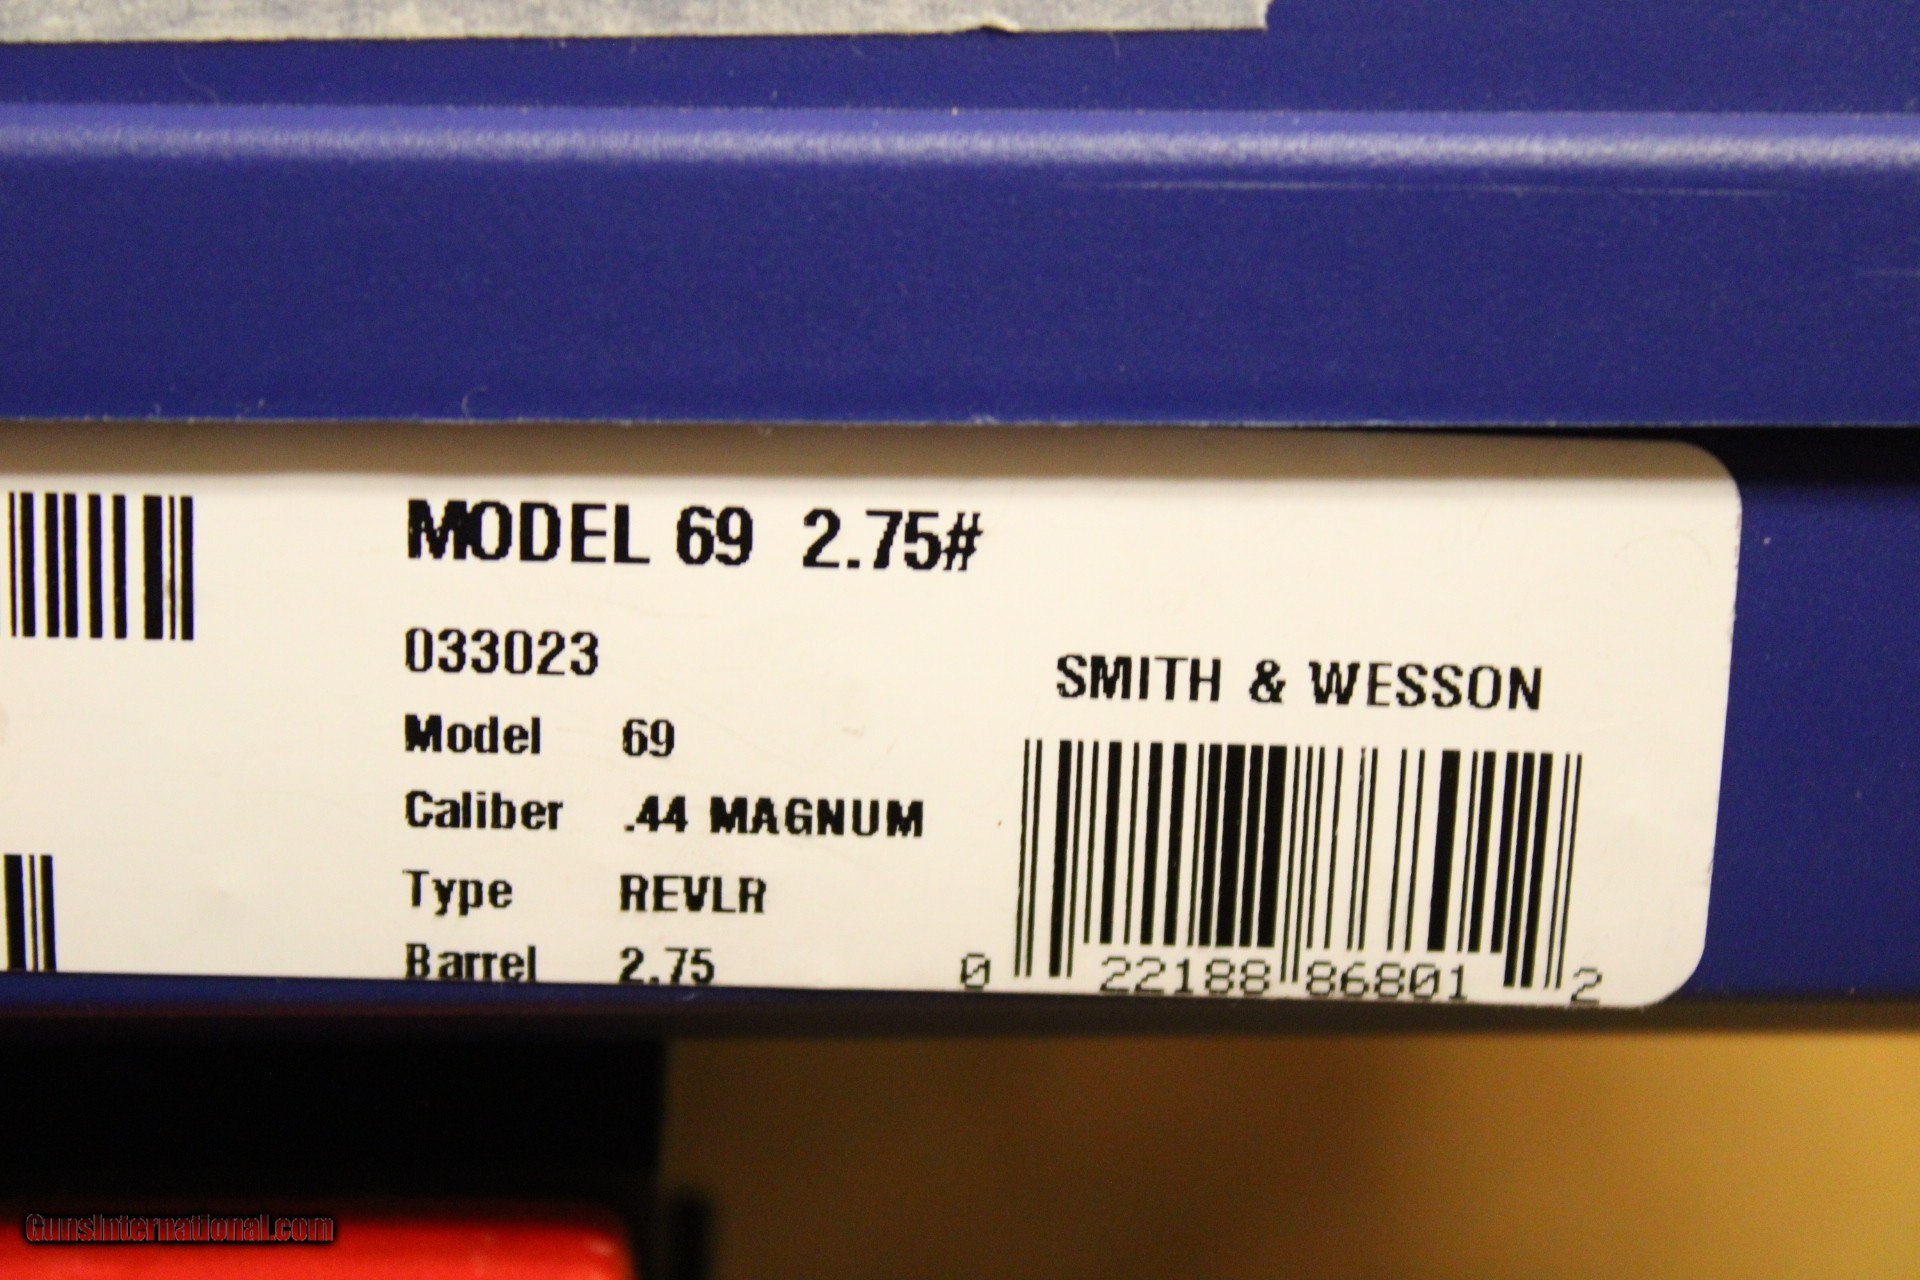 MODEL 69 2.75#
033023
Model 69
Caliber .44 MAGNUM
Type REVLR
Barrel 2.75
SMITH & WESSON
0 22188 86801 2
GunsInternational.com